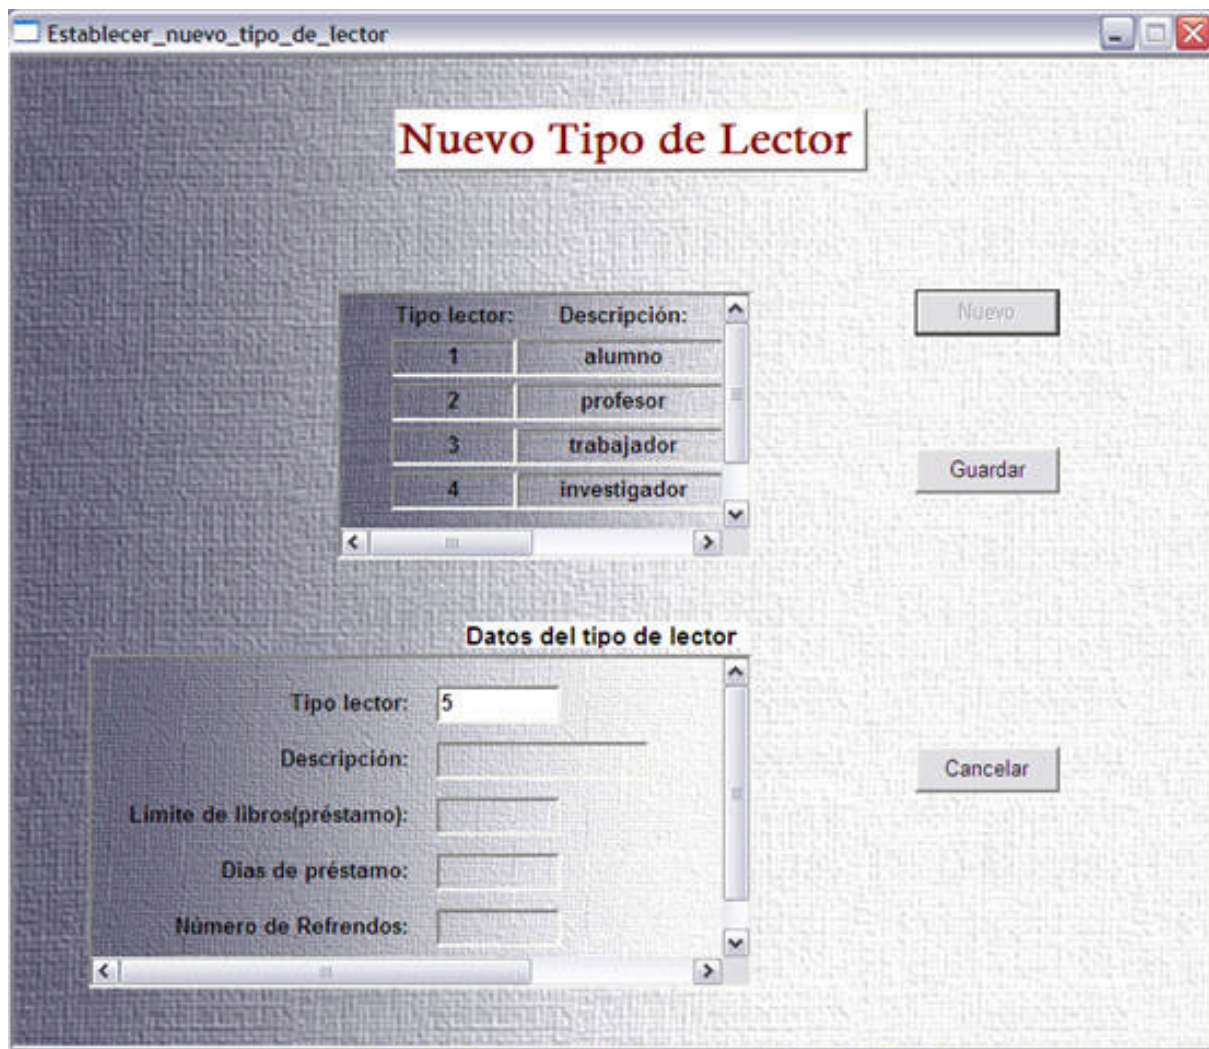 Establecer_nuevo_tipo_de_lector
Nuevo Tipo de Lector
Tipo lector: Descripción:
1 alumno
2 profesor
3 trabajador
4 investigador
Nuevo
Guardar
Datos del tipo de lector
Tipo lector: 5
Descripción:
Límite de libros(préstamo):
Dias de préstamo:
Número de Refrendos:
Cancelar